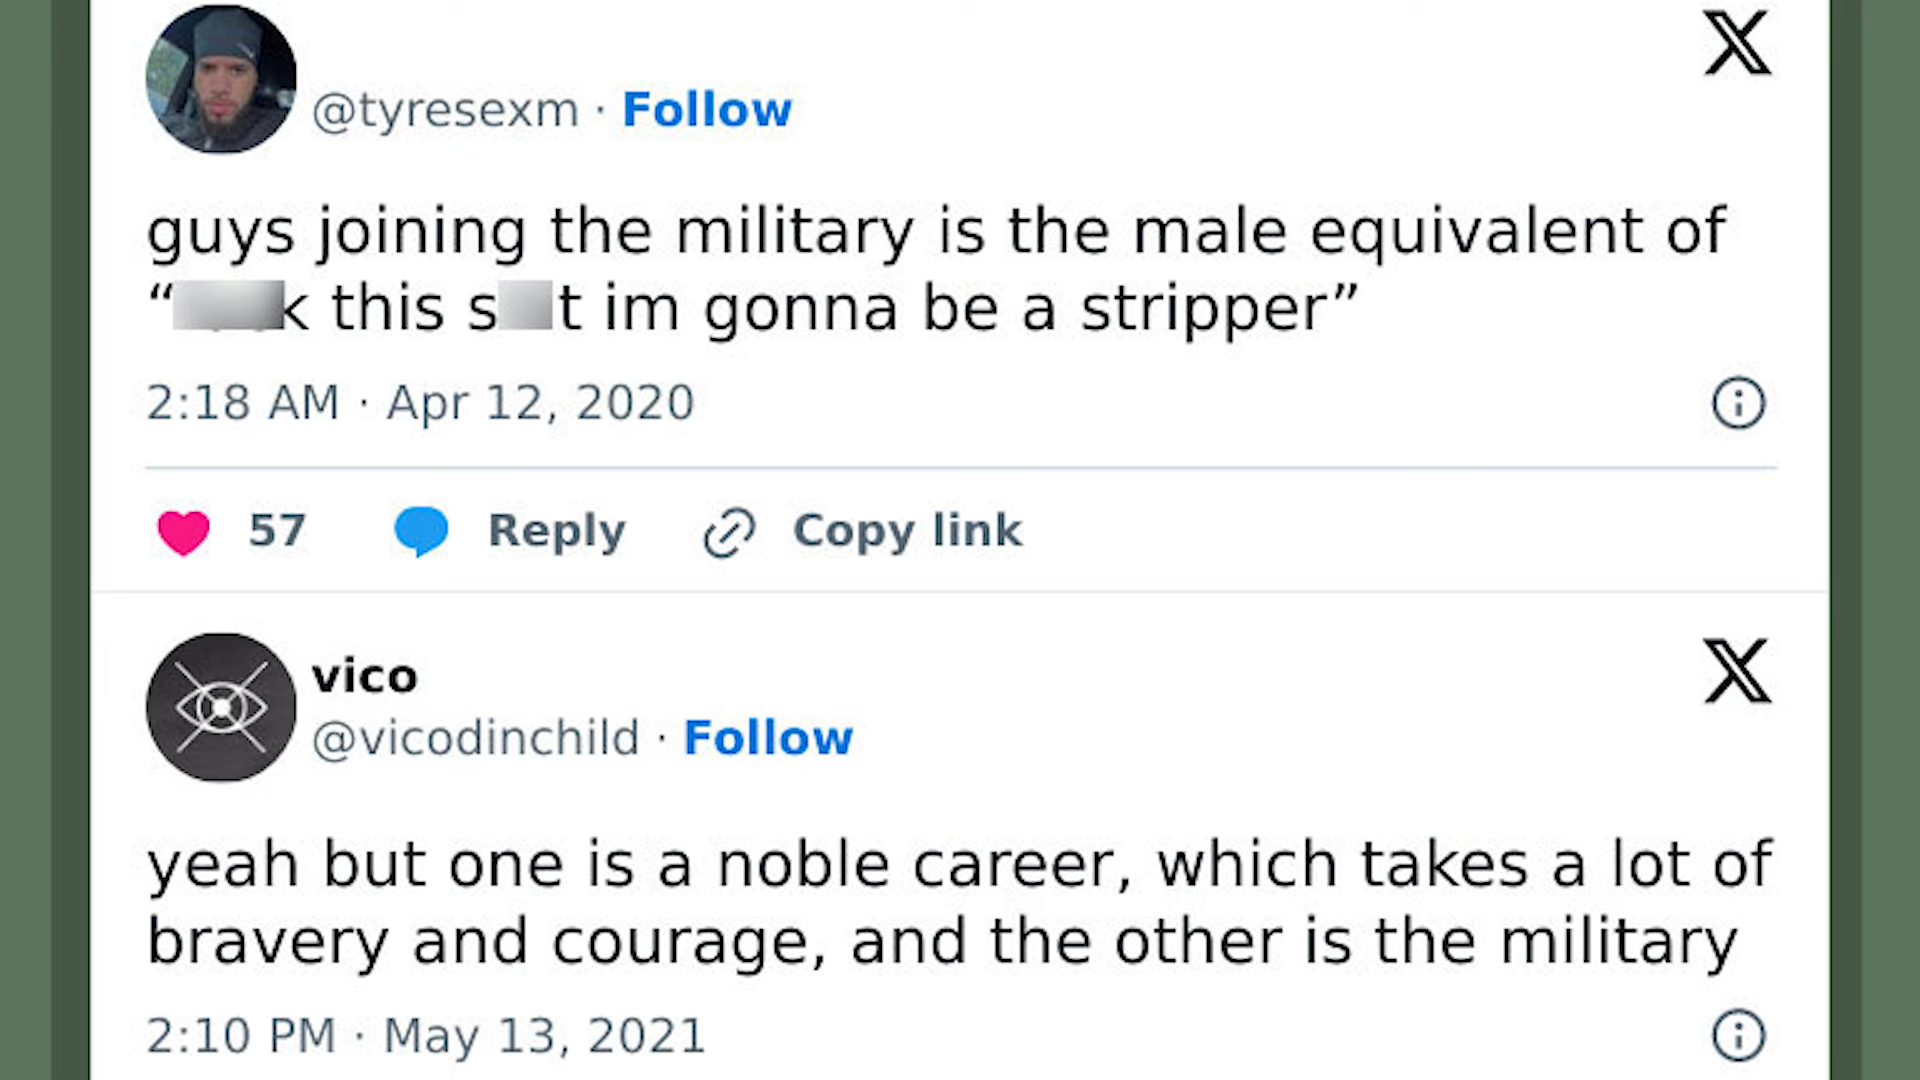 @tyresexm · Follow
guys joining the military is the male equivalent of
“k this s t im gonna be a stripper”
2:18 AM · Apr 12, 2020
57 Reply Copy link
vico
@vicodinchild · Follow
yeah but one is a noble career, which takes a lot of
bravery and courage, and the other is the military
2:10 PM · May 13, 2021